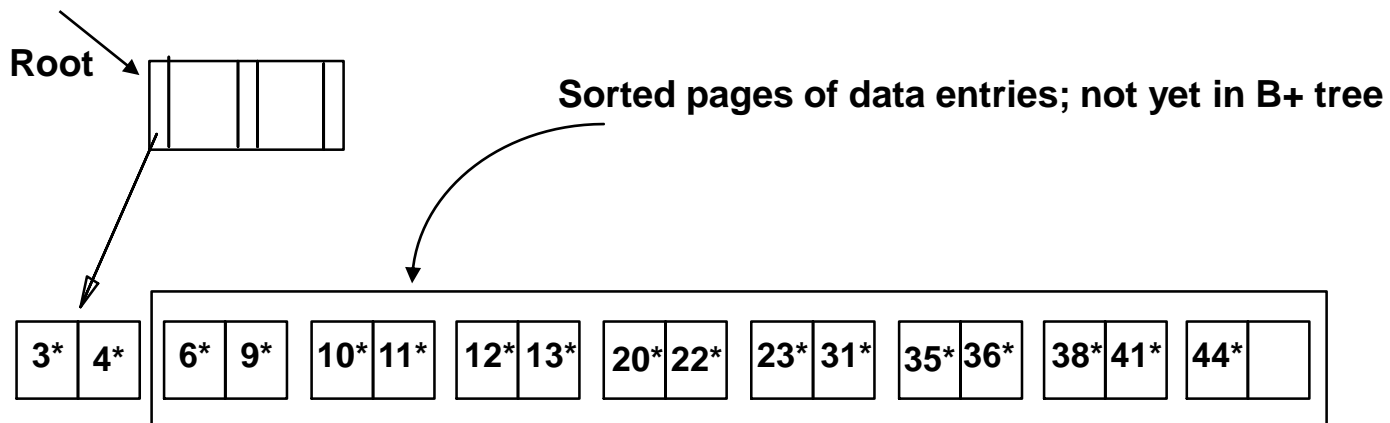 Root
Sorted pages of data entries; not yet in B+ tree
3* 4* 6* 9* 10* 11* 12* 13* 20* 22* 23* 31* 35* 36* 38* 41* 44*